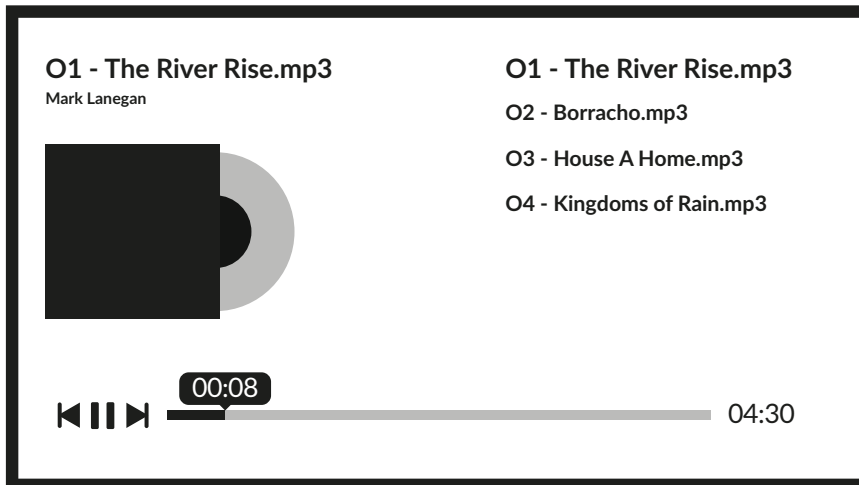 O1 - The River Rise.mp3
Mark Lanegan
O1 - The River Rise.mp3
O2 - Borracho.mp3
O3 - House A Home.mp3
O4 - Kingdoms of Rain.mp3
00:08
04:30